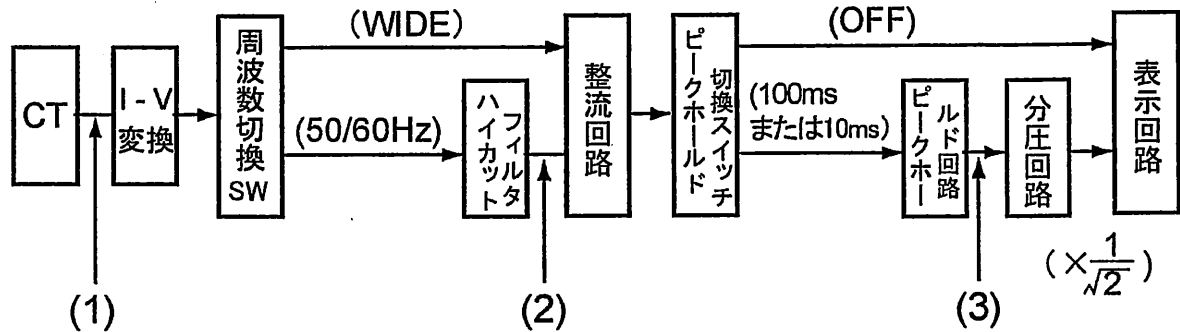 CT
I - V
変換
周波数切換SW
(WIDE)
(50/60Hz)
ハイカット
フィルタ
整流回路
ピークホールド
切換スイッチ
(OFF)
(100ms
または10ms)
ピークホー
ルド回路
分圧回路
表示回路
(×1/√2)
(1)
(2)
(3)